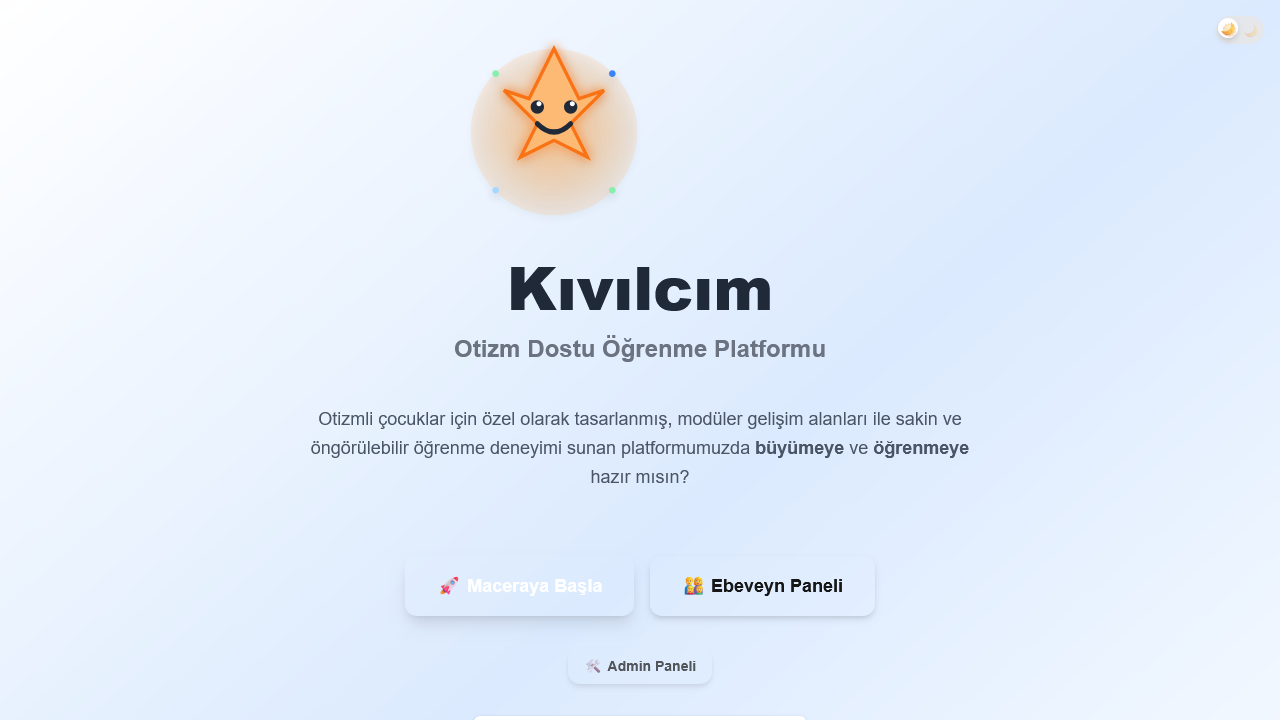 Kıvılcım
Otizm Dostu Öğrenme Platformu
Otizmli çocuklar için özel olarak tasarlanmış, modüler gelişim alanları ile sakin ve
öngörülebilir öğrenme deneyimi sunan platformumuzda büyümeye ve öğrenmeye
hazır mısın?
🚀 Maceraya Başla
👨‍👩‍👧‍👦 Ebeveyn Paneli
🛠️ Admin Paneli